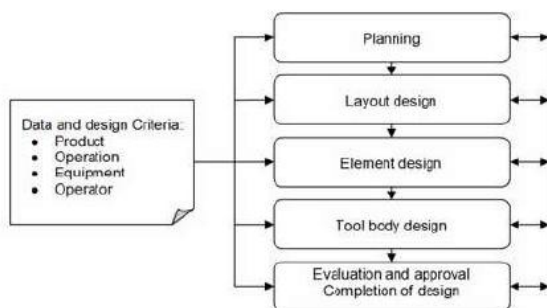 Data and design Criteria:
• Product
• Operation
• Equipment
• Operator
Planning
Layout design
Element design
Tool body design
Evaluation and approval
Completion of design